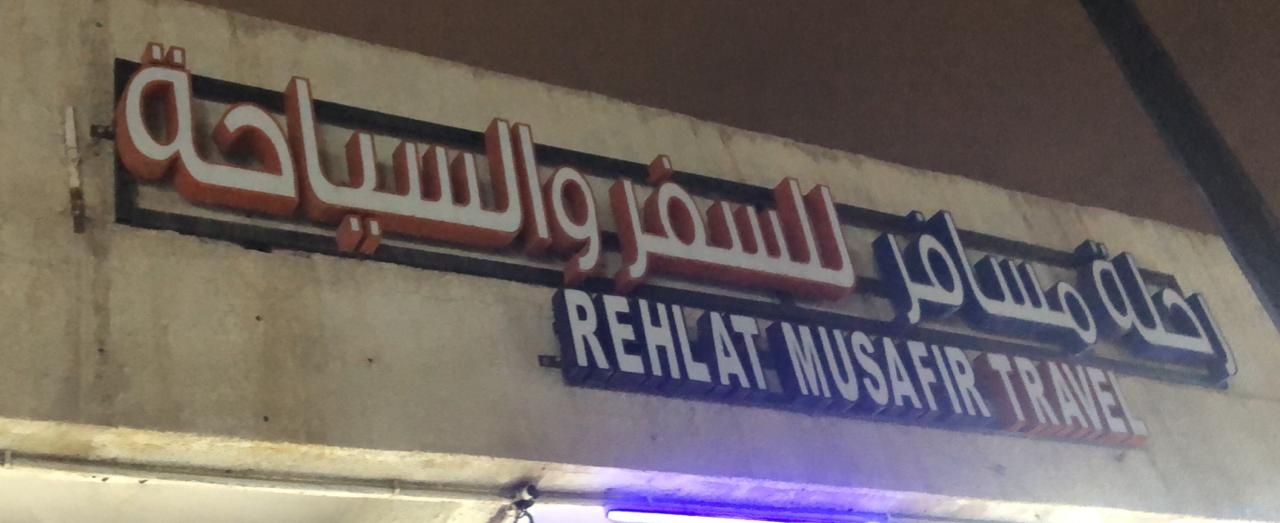 رحلة مسافر للسفر والسياحة
REHLAT MUSAFIR TRAVEL